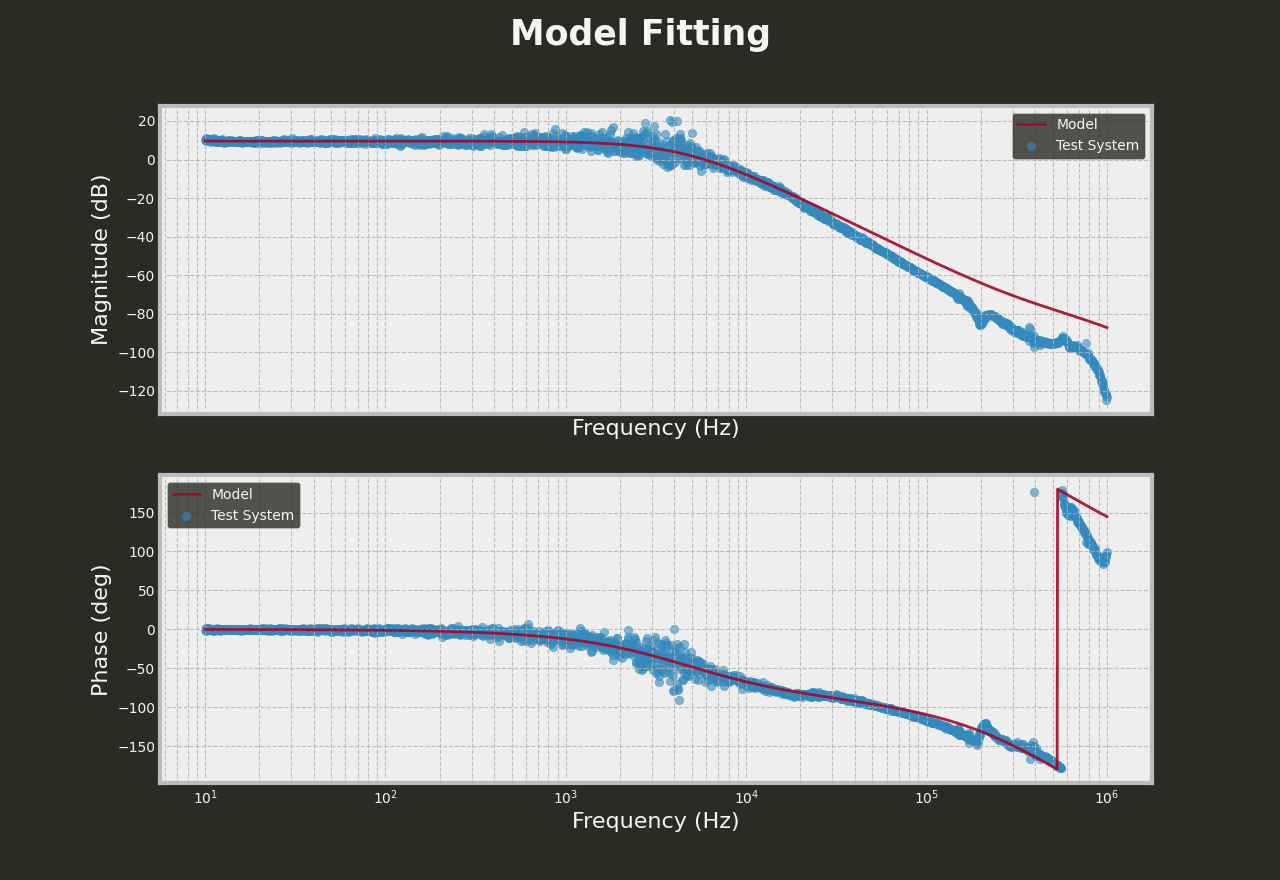 Model Fitting
20
0
−20
−40
−60
−80
−100
−120
Magnitude (dB)
Model
Test System
Frequency (Hz)
150
100
50
0
−50
−100
−150
Phase (deg)
Model
Test System
10¹
10²
10³
10⁴
10⁵
10⁶
Frequency (Hz)